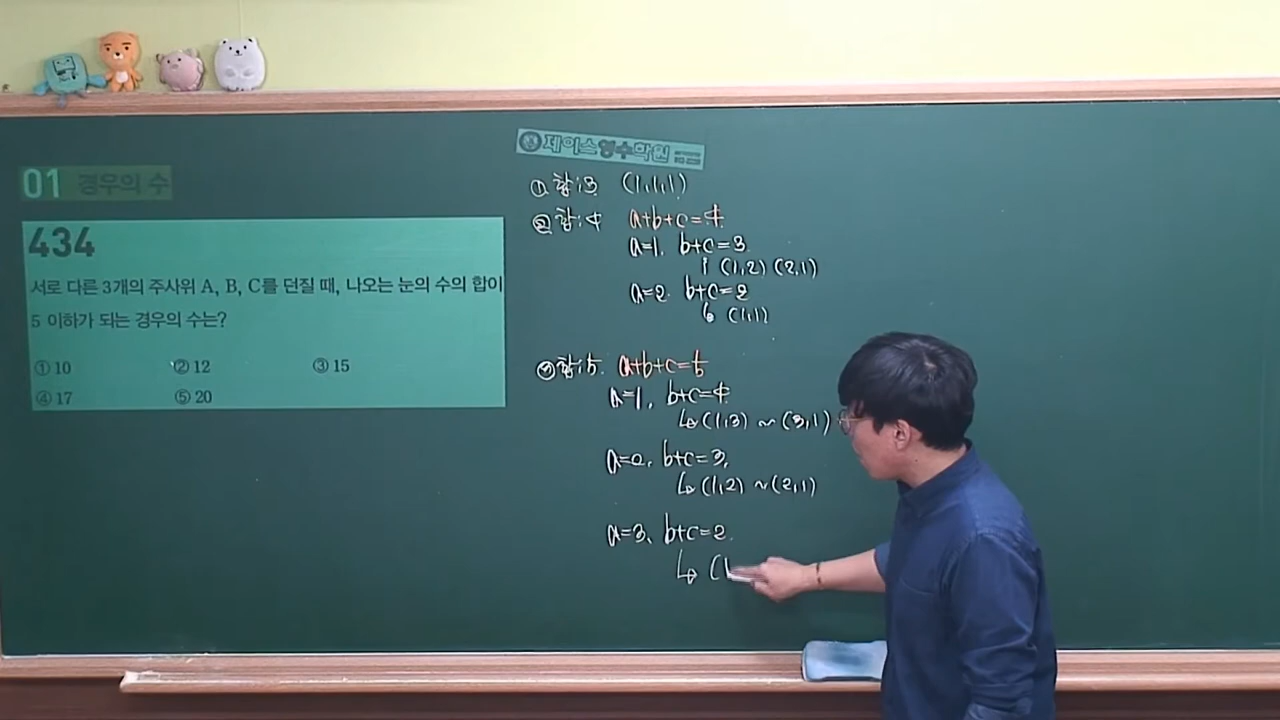 제이스영수학원
01 경우의 수
434
서로 다른 3개의 주사위 A, B, C를 던질 때, 나오는 눈의 수의 합이
5 이하가 되는 경우의 수는?
① 10 ② 12 ③ 15
④ 17 ⑤ 20
① 합:3 (1,1,1)
② 합:4 a+b+c=4
a=1, b+c=3
(1,2) (2,1)
a=2, b+c=2
↳ (1,1)
③ 합:5. a+b+c=5
a=1, b+c=4
↳ (1,3) ~ (3,1)
a=2, b+c=3,
↳ (1,2) ~ (2,1)
a=3, b+c=2.
↳ (1